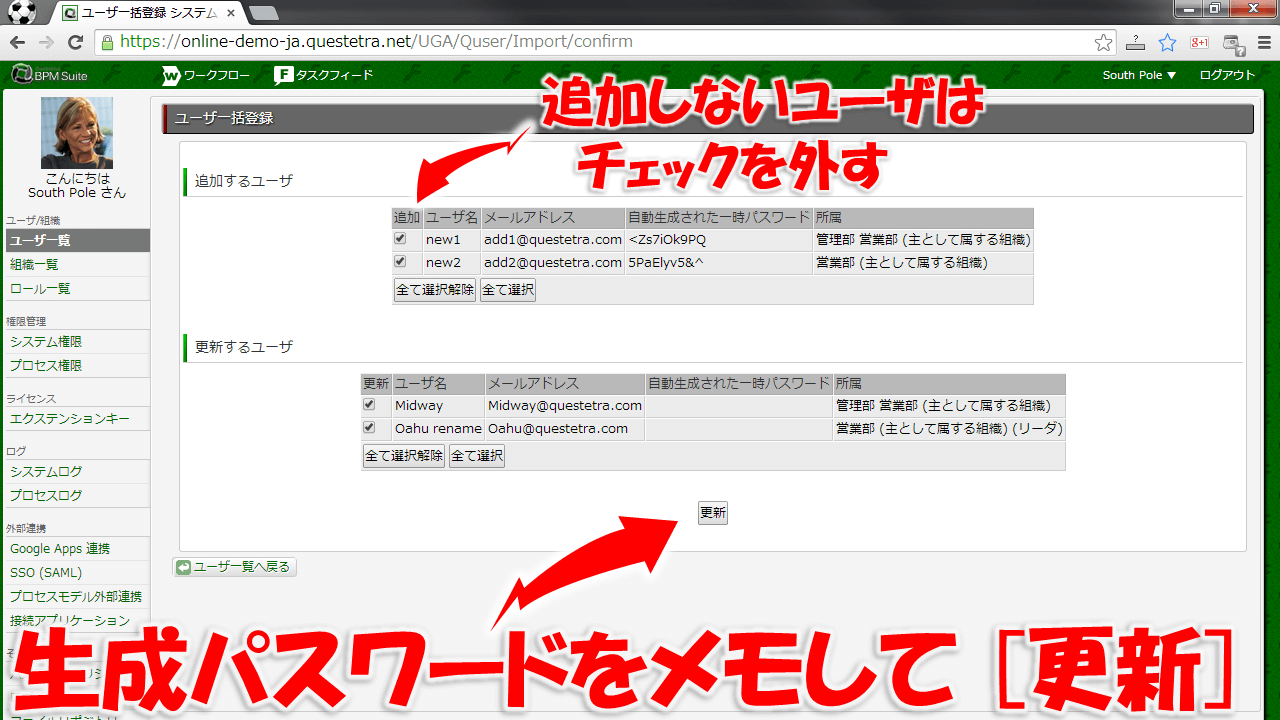 ユーザー括登録 システム
https://online-demo-ja.questetra.net/UGA/Quser/Import/confirm
BPM Suite
W ワークフロー
F タスクフィード
South Pole ▼
ログアウト
こんにちは
South Pole さん
ユーザ/組織
ユーザ一覧
組織一覧
ロール一覧
権限管理
システム権限
プロセス権限
ライセンス
エクステンションキー
ログ
システムログ
プロセスログ
外部連携
Google Apps 連携
SSO (SAML)
プロセスモデル外部連携
接続アプリケーション
ユーザ一括登録
追加しないユーザは
チェックを外す
追加するユーザ
追加 ユーザ名 メールアドレス 自動生成された一時パスワード 所属
new1 add1@questetra.com <Zs7iOk9PQ 管理部 営業部 (主として属する組織)
new2 add2@questetra.com 5PaElyv5&^ 営業部 (主として属する組織)
全て選択解除 全て選択
更新するユーザ
更新 ユーザ名 メールアドレス 自動生成された一時パスワード 所属
Midway Midway@questetra.com 管理部 営業部 (主として属する組織)
Oahu rename Oahu@questetra.com 営業部 (主として属する組織) (リーダ)
全て選択解除 全て選択
更新
ユーザ一覧へ戻る
生成パスワードをメモして [更新]